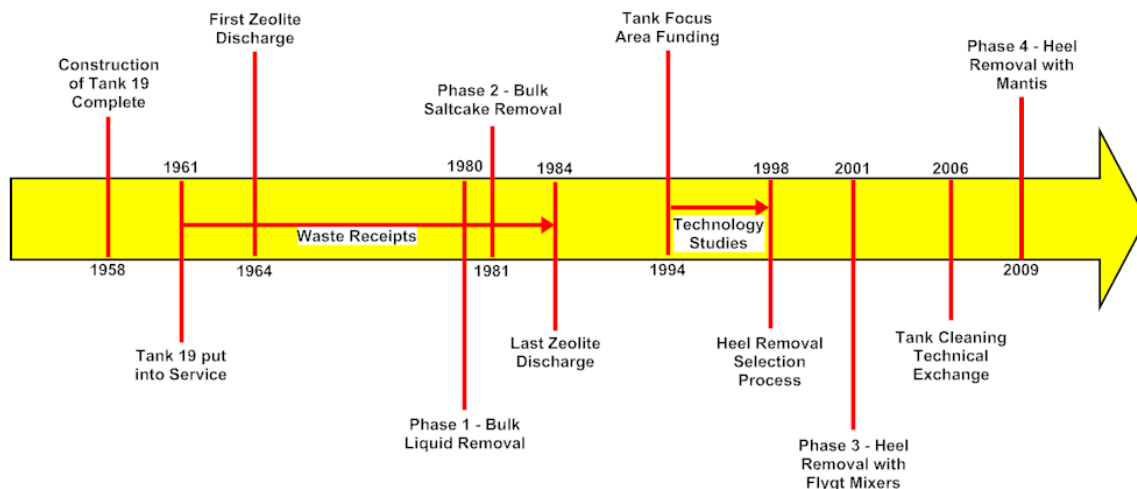 First Zeolite
Discharge
Tank Focus
Area Funding
Phase 4 - Heel
Removal with
Mantis
Construction
of Tank 19
Complete
Phase 2 - Bulk
Saltcake Removal
1961
1980
1984
1998
2001
2006
Waste Receipts
Technology
Studies
1958
1964
1981
1994
2009
Tank 19 put
into Service
Last Zeolite
Discharge
Heel Removal
Selection
Process
Tank Cleaning
Technical
Exchange
Phase 1 - Bulk
Liquid Removal
Phase 3 - Heel
Removal with
Flygt Mixers